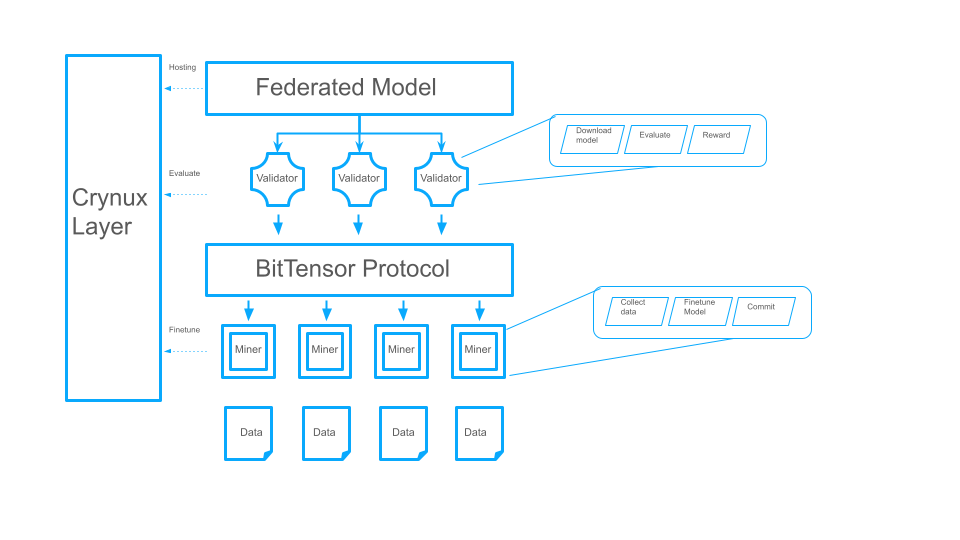 Hosting
Federated Model
Download
model
Evaluate
Reward
Evaluate
Validator
Validator
Validator
Crynux
Layer
BitTensor Protocol
Collect
data
Finetune
Model
Commit
Finetune
Miner
Miner
Miner
Miner
Data
Data
Data
Data